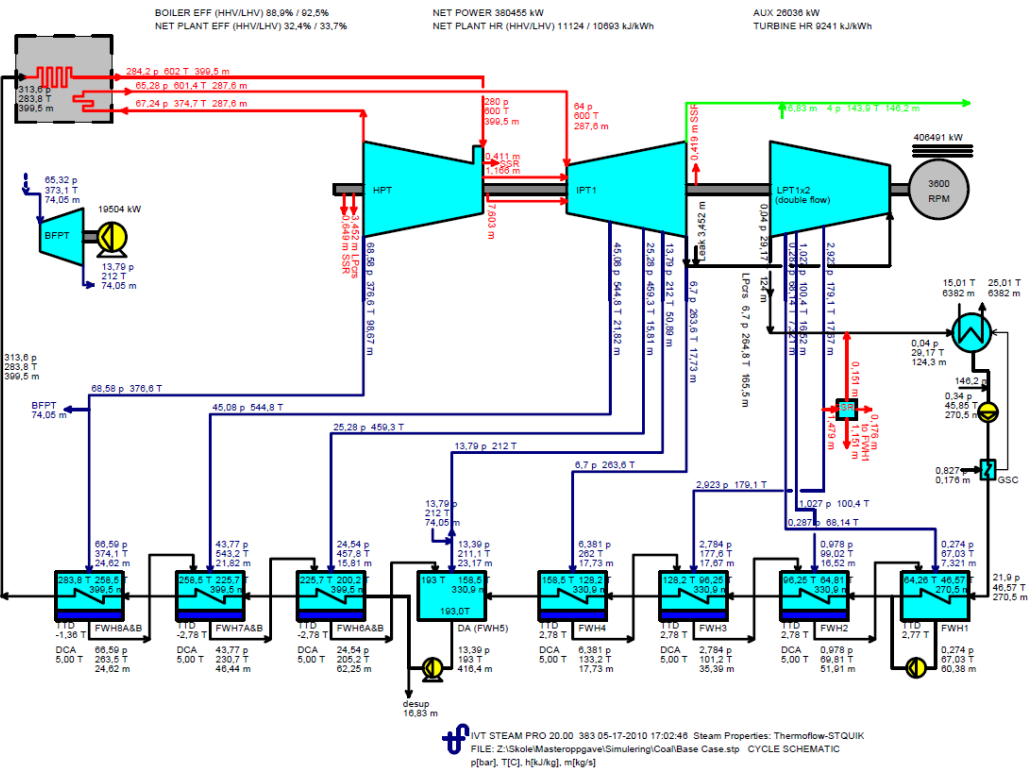 BOILER EFF (HHV/LHV) 88,9% / 92,5%
NET PLANT EFF (HHV/LHV) 32,4% / 33,7%
NET POWER 380455 kW
NET PLANT HR (HHV/LHV) 11124 / 10693 kJ/kWh
AUX 26036 kW
TURBINE HR 9241 kJ/kWh
284,2 p 602 T 399,5 m
65,28 p 601,4 T 287,6 m
67,24 p 374,7 T 287,6 m
313,6 p
283,8 T
399,5 m
280 p
600 T
399,5 m
64 p
600 T
287,6 m
4 p 143,9 T 146,2 m
0,419 m SSR
406491 kW
3600
RPM
HPT
IPT1
LPT1x2
(double flow)
1,166 m
7,603 m
0,649 m SSR
3,452 m LPcrs
65,32 p
373,1 T
74,05 m
BFPT
19504 kW
13,79 p
212 T
74,05 m
68,58 p 376,6 T 98,67 m
45,08 p 544,8 T 21,82 m
25,28 p 459,3 T 15,81 m
13,79 p 212 T 50,89 m
6,7 p 263,6 T 17,73 m
LPcrs 6,7 p 264,8 T 165,5 m
0,04 p 29,17
124 m
2,923 p 179,1 T 17,67 m
15,01 T
6382 m
25,01 T
6382 m
0,04 p
29,17 T
124,3 m
146,2 m
0,34 p
45,85 T
270,5 m
0,827 p
0,176 m
GSC
0,151 m
1,479 m
1,151 m
0,176 m
to FWH1
313,6 p
283,8 T
399,5 m
68,58 p 376,6 T
BFPT
74,05 m
45,08 p 544,8 T
25,28 p 459,3 T
13,79 p 212 T
6,7 p 263,6 T
2,923 p 179,1 T
1,027 p 100,4 T
0,287 p 68,14 T
13,79 p
212 T
74,05 m
66,59 p
374,1 T
24,62 m
43,77 p
543,2 T
21,82 m
24,54 p
457,8 T
15,81 m
13,39 p
211,1 T
23,17 m
6,381 p
262 T
17,73 m
2,784 p
177,6 T
17,67 m
0,978 p
99,02 T
16,52 m
0,274 p
67,03 T
7,321 m
21,9 p
46,57 T
270,5 m
283,8 T 258,5 T
399,5 m
258,5 T 225,7 T
399,5 m
225,7 T 200,2 T
399,5 m
193 T 158,5 T
193,0T
158,5 T 128,2 T
330,9 m
128,2 T 96,25 T
330,9 m
96,25 T 64,81 T
330,9 m
64,26 T 46,57 T
270,5 m
TTD
-1,36 T
FWH8A&B
TTD
-2,78 T
FWH7A&B
TTD
-2,78 T
FWH6A&B
DA (FWH5)
TTD
2,78 T
FWH4
TTD
2,78 T
FWH3
TTD
2,78 T
FWH2
TTD
2,77 T
FWH1
DCA
5,00 T
66,59 p
263,5 T
24,62 m
DCA
5,00 T
43,77 p
230,7 T
46,44 m
DCA
5,00 T
24,54 p
205,2 T
62,25 m
13,39 p
193 T
416,4 m
DCA
5,00 T
6,381 p
133,2 T
17,73 m
DCA
5,00 T
2,784 p
101,2 T
35,39 m
DCA
5,00 T
0,978 p
69,81 T
51,91 m
0,274 p
67,03 T
60,38 m
desup
16,83 m
IVT STEAM PRO 20.00 383 05-17-2010 17:02:46 Steam Properties: Thermoflow-STQUIK
FILE: Z:\Skole\Masteroppgave\Simulering\Coal\Base Case.stp CYCLE SCHEMATIC
p[bar], T[C], h[kJ/kg], m[kg/s]